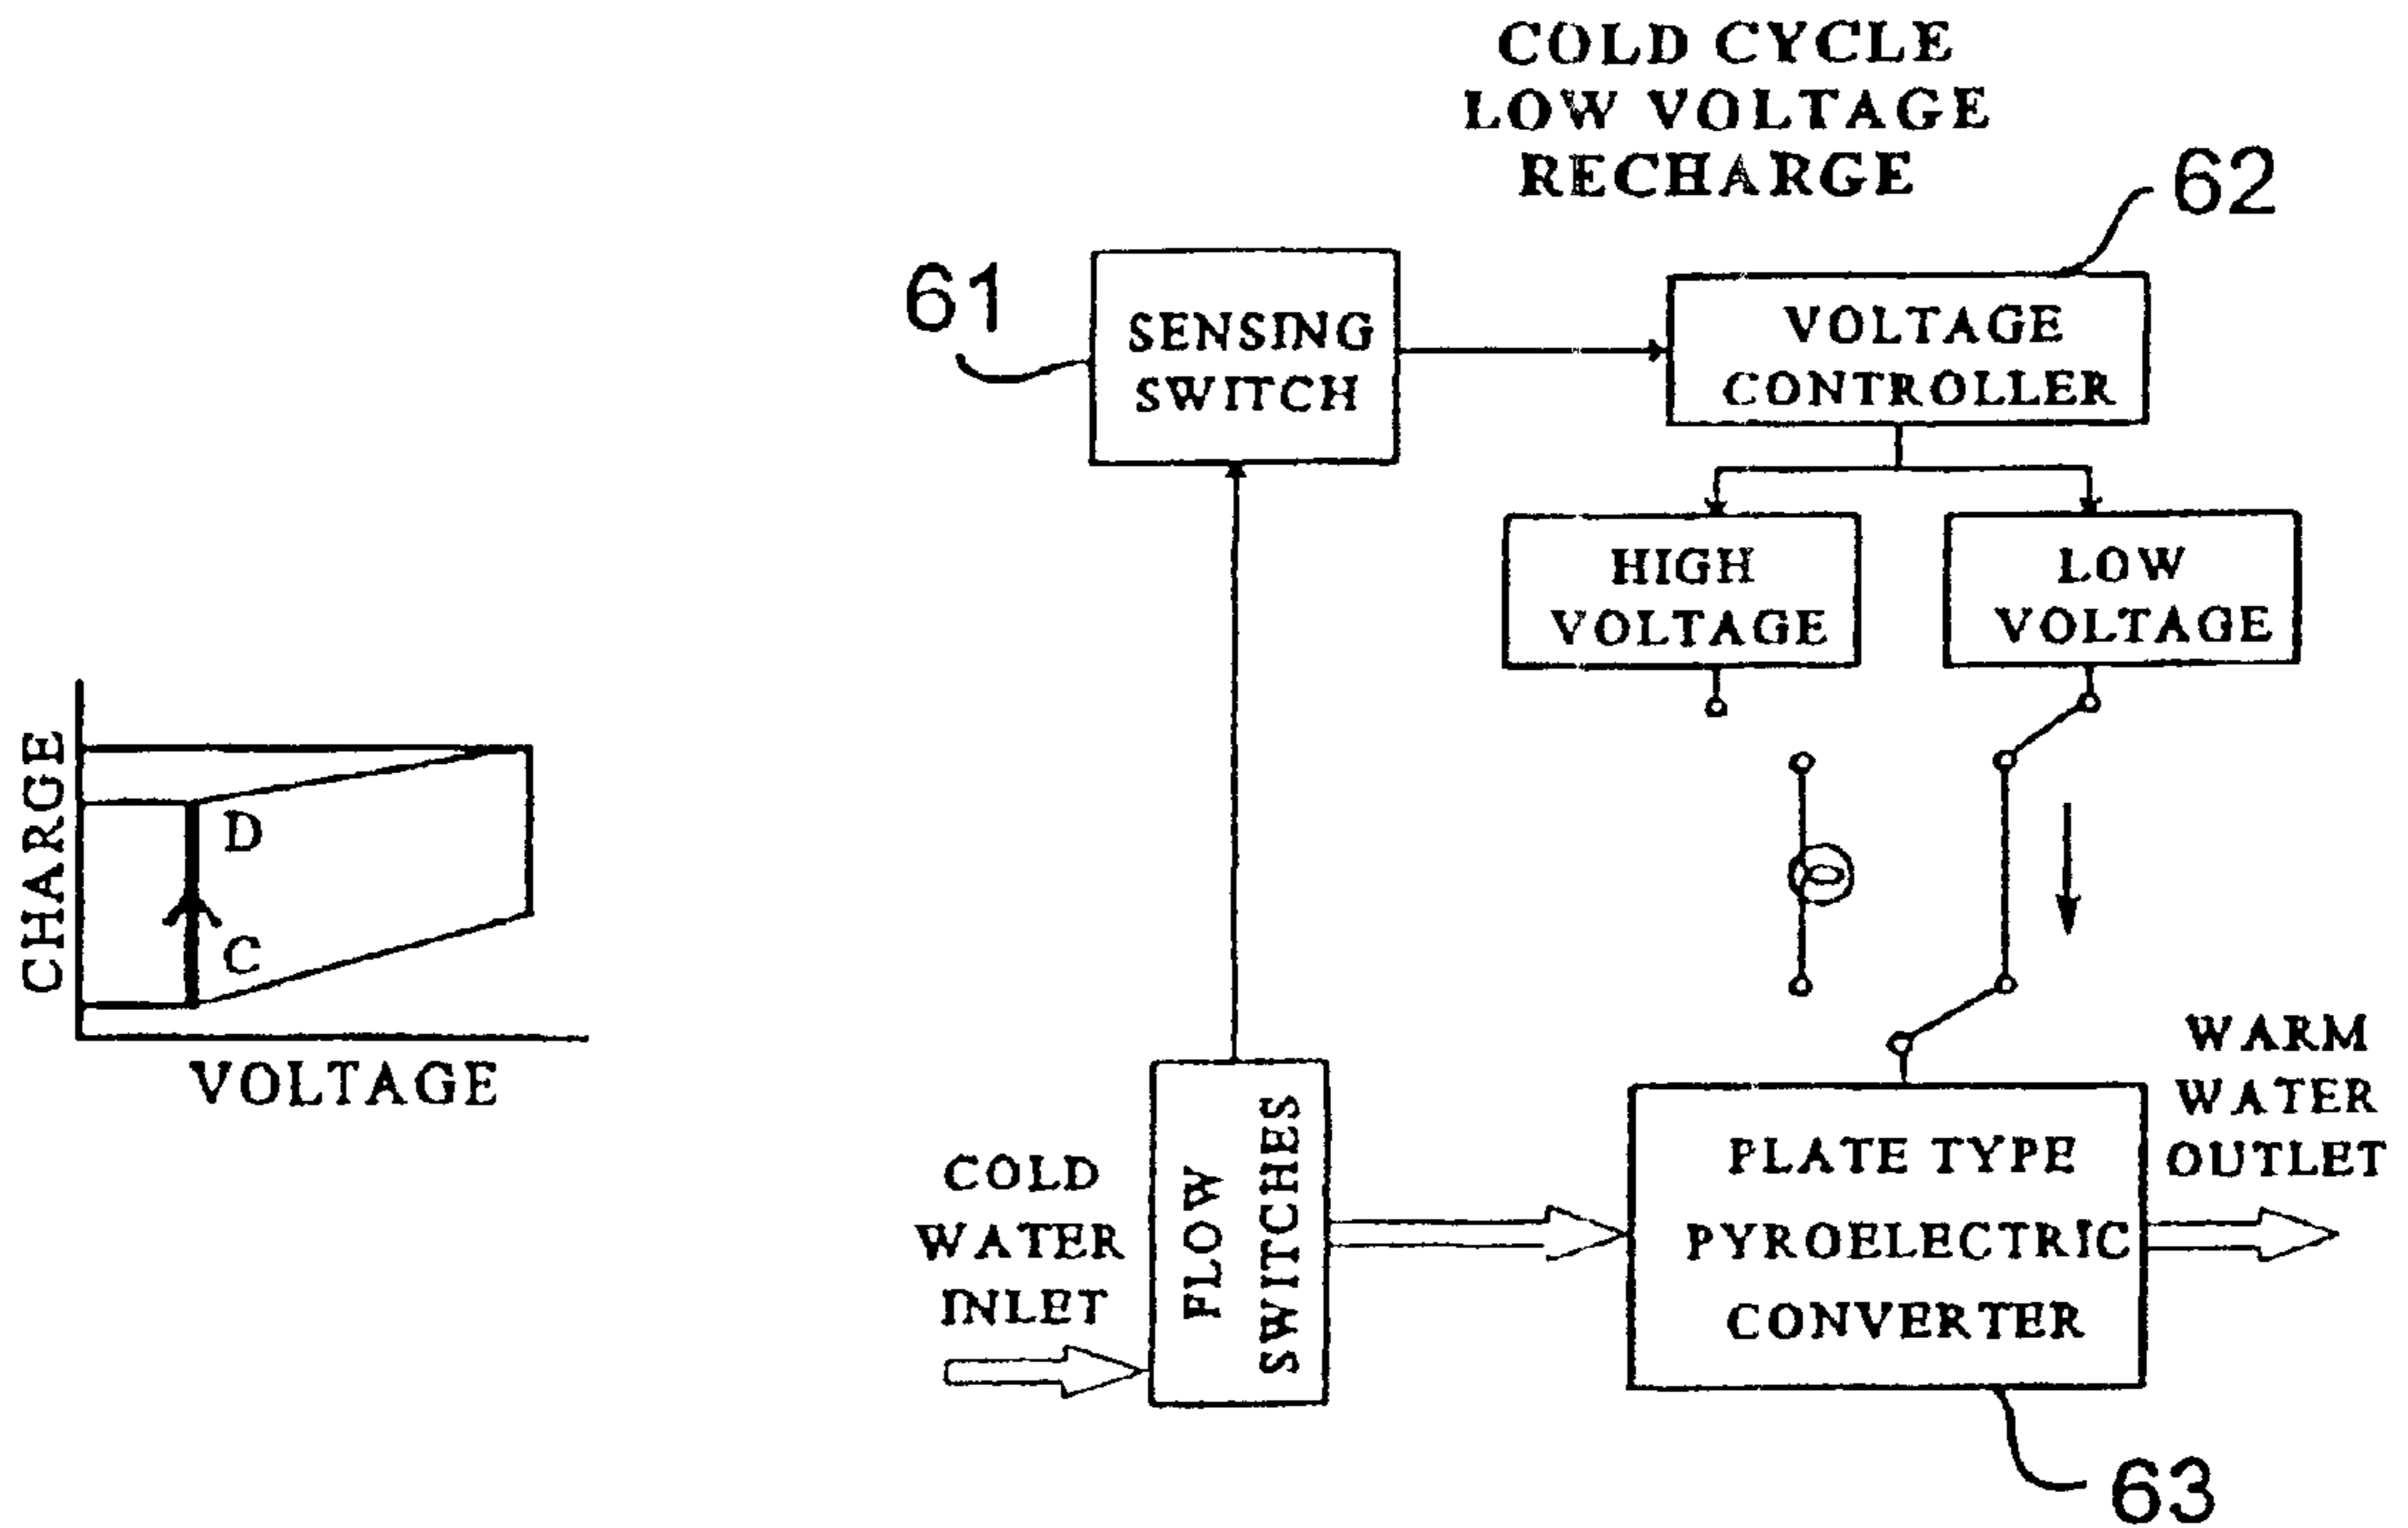 COLD CYCLE
LOW VOLTAGE
RECHARGE
62
61
SENSING
SWITCH
VOLTAGE
CONTROLLER
HIGH
VOLTAGE
LOW
VOLTAGE
CHARGE
D
C
VOLTAGE
COLD
WATER
INLET
FLOW
SWITCHES
PLATE TYPE
PYROELECTRIC
CONVERTER
WARM
WATER
OUTLET
63